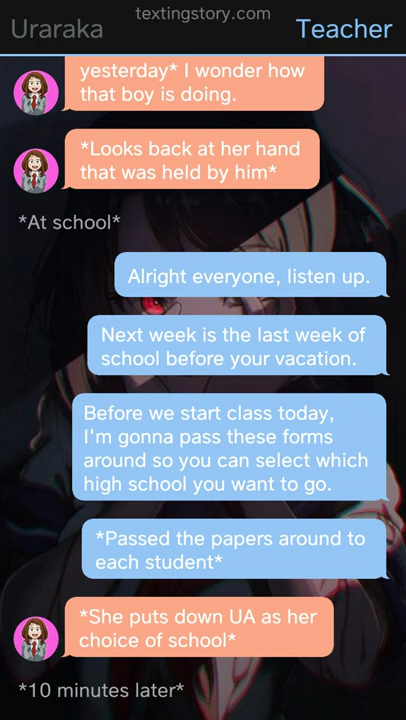 textingstory.com
Uraraka
Teacher
yesterday* I wonder how
that boy is doing.
*Looks back at her hand
that was held by him*
*At school*
Alright everyone, listen up.
Next week is the last week of
school before your vacation.
Before we start class today,
I'm gonna pass these forms
around so you can select which
high school you want to go.
*Passed the papers around to
each student*
*She puts down UA as her
choice of school*
*10 minutes later*